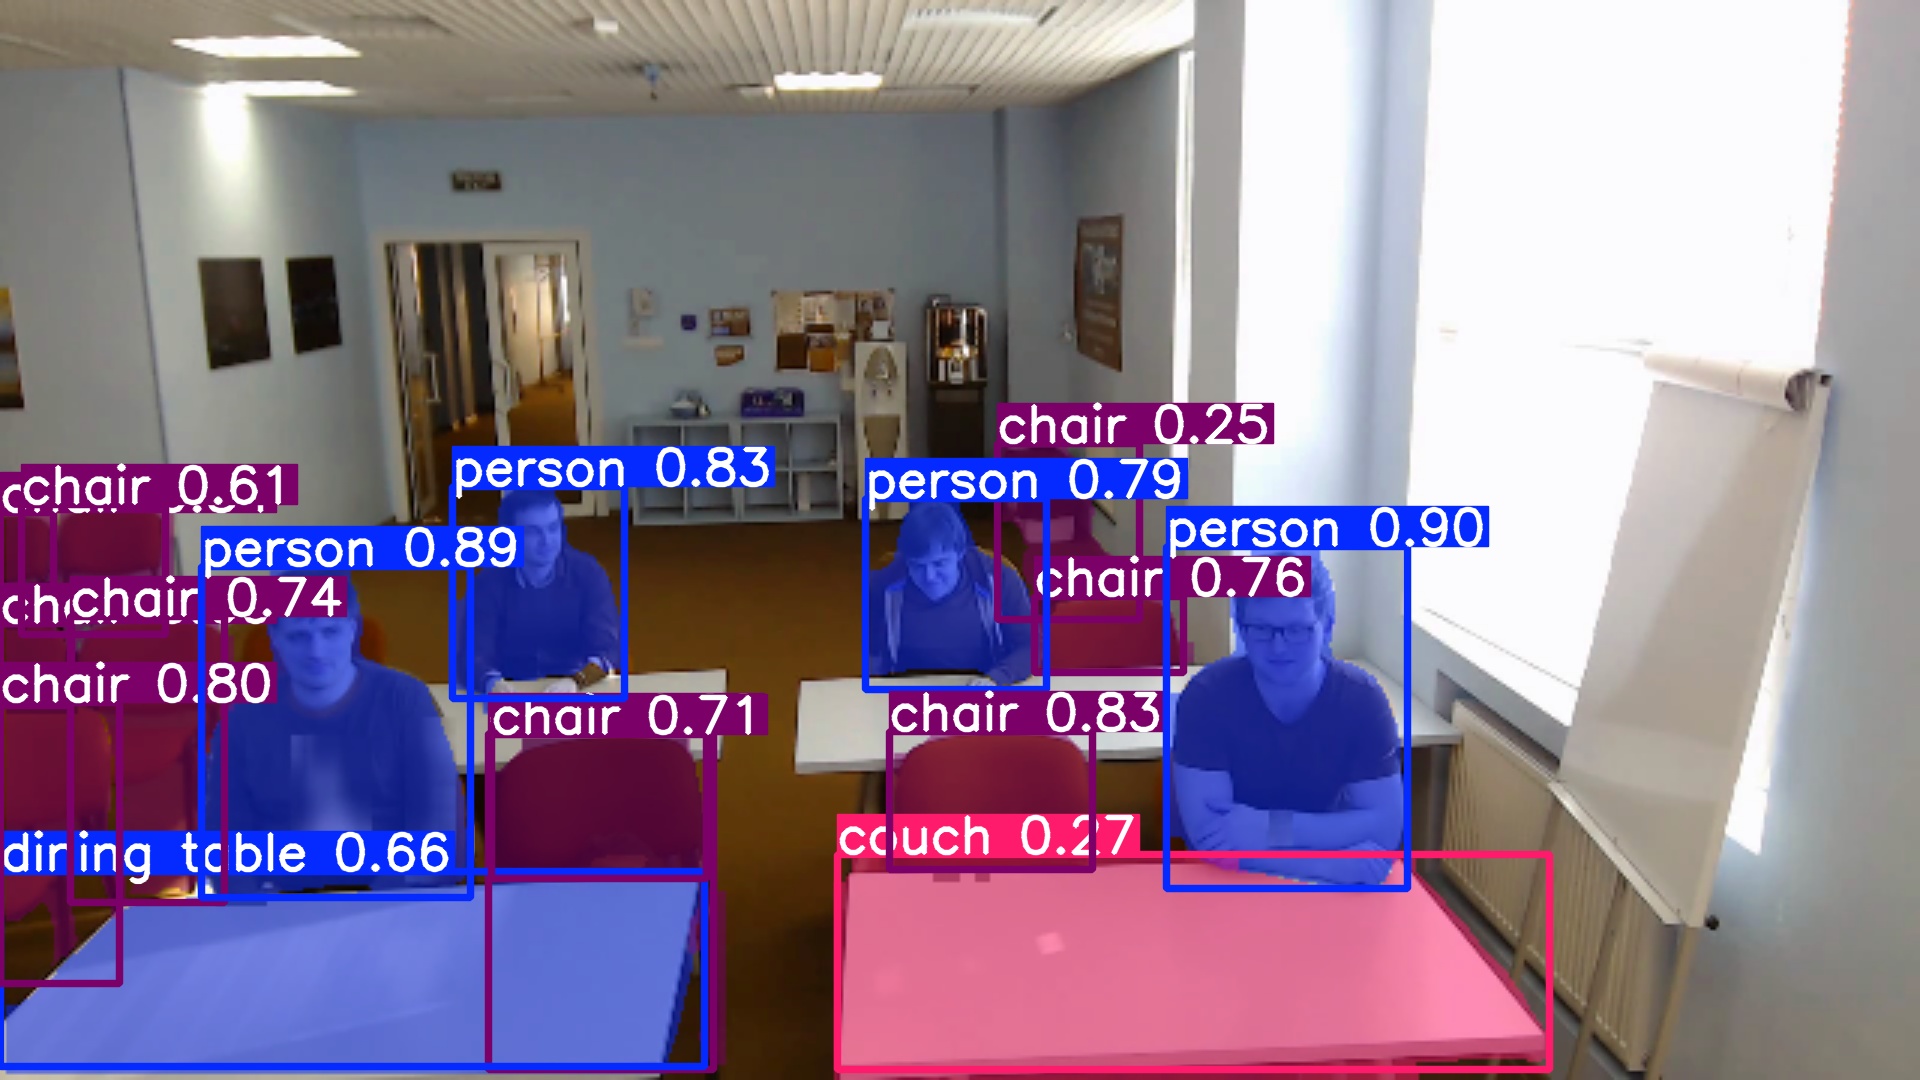 chair 0.25
person 0.83
person 0.79
chair 0.61
person 0.90
person 0.89
chair 0.76
chair 0.74
chair 0.80
chair 0.71
chair 0.83
couch 0.27
dining table 0.66